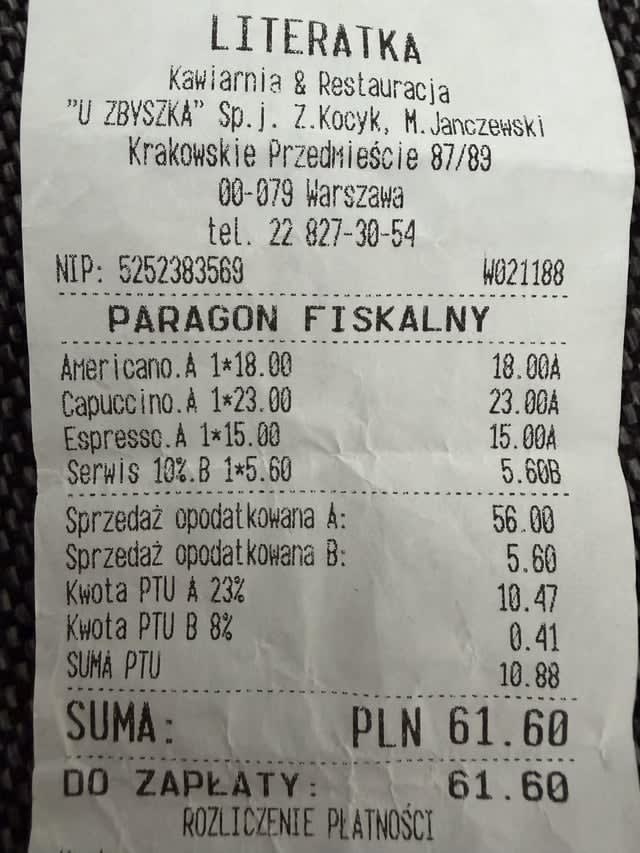 LITERATKA
Kawiarnia & Restauracja
"U ZBYSZKA" Sp.j. Z.Kocyk, M.Janczewski
Krakowskie Przedmieście 87/89
00-079 Warszawa
tel. 22 827-30-54
NIP: 5252383569 W021188
PARAGON FISKALNY
Americano.A 1*18.00 18.00A
Capuccino.A 1*23.00 23.00A
Espresso.A 1*15.00 15.00A
Serwis 10%.B 1*5.60 5.60B
Sprzedaż opodatkowana A: 56.00
Sprzedaż opodatkowana B: 5.60
Kwota PTU A 23% 10.47
Kwota PTU B 8% 0.41
SUMA PTU 10.88
SUMA: PLN 61.60
DO ZAPŁATY: 61.60
ROZLICZENIE PŁATNOŚCI